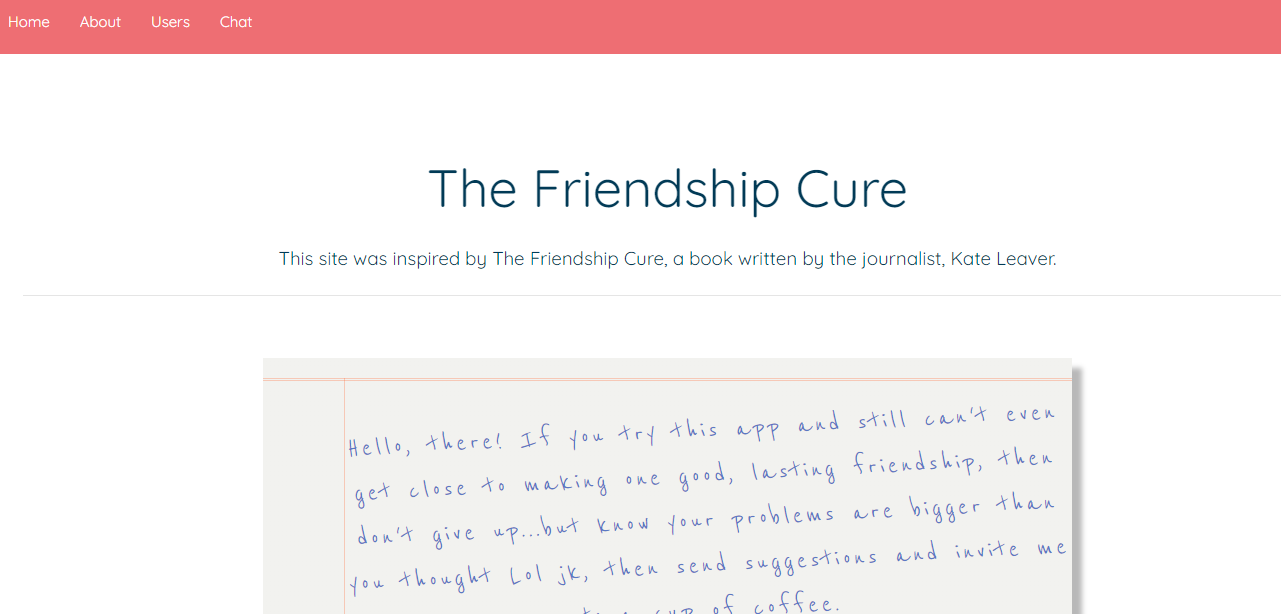 Home About Users Chat
The Friendship Cure
This site was inspired by The Friendship Cure, a book written by the journalist, Kate Leaver.
Hello, there! If you try this app and still can't even
get close to making one good, lasting friendship, then
don't give up...but know your problems are bigger than
you thought Lol jk, then send suggestions and invite me
cup of coffee.